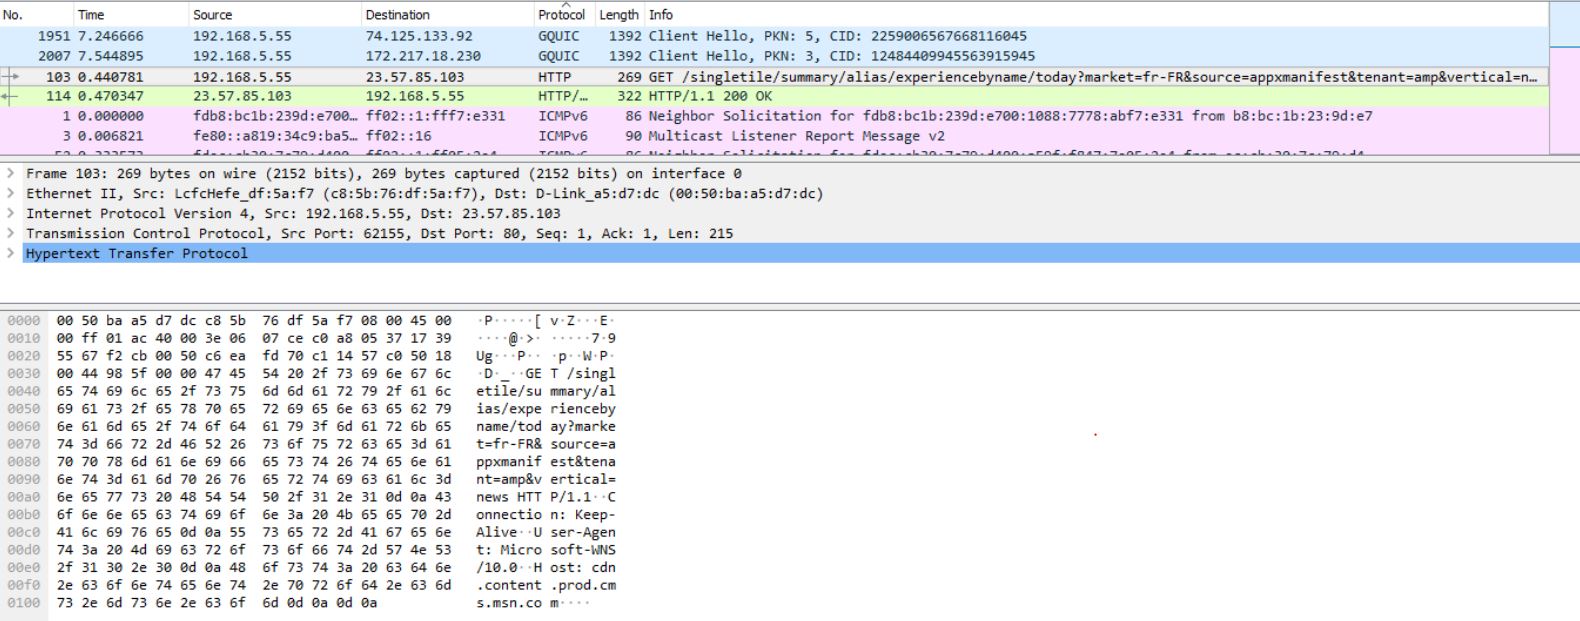 No. Time Source Destination Protocol Length Info
1951 7.246666 192.168.5.55 74.125.133.92 GQUIC 1392 Client Hello, PKN: 5, CID: 2259006567668116045
2007 7.544895 192.168.5.55 172.217.18.230 GQUIC 1392 Client Hello, PKN: 3, CID: 12484409945563915945
103 0.440781 192.168.5.55 23.57.85.103 HTTP 269 GET /singletile/summary/alias/experiencebyname/today?market=fr-FR&source=appxmanifest&tenant=amp&vertical=n…
114 0.470347 23.57.85.103 192.168.5.55 HTTP/… 322 HTTP/1.1 200 OK
1 0.000000 fdb8:bc1b:239d:e700… ff02::1:fff7:e331 ICMPv6 86 Neighbor Solicitation for fdb8:bc1b:239d:e700:1088:7778:abf7:e331 from b8:bc:1b:23:9d:e7
3 0.006821 fe80::a819:34c9:ba5… ff02::16 ICMPv6 90 Multicast Listener Report Message v2
Frame 103: 269 bytes on wire (2152 bits), 269 bytes captured (2152 bits) on interface 0
Ethernet II, Src: LcfcHefe_df:5a:f7 (c8:5b:76:df:5a:f7), Dst: D-Link_a5:d7:dc (00:50:ba:a5:d7:dc)
Internet Protocol Version 4, Src: 192.168.5.55, Dst: 23.57.85.103
Transmission Control Protocol, Src Port: 62155, Dst Port: 80, Seq: 1, Ack: 1, Len: 215
Hypertext Transfer Protocol
0000 00 50 ba a5 d7 dc c8 5b 76 df 5a f7 08 00 45 00 ·P·····[ v·Z···E·
0010 00 ff 01 ac 40 00 3e 06 07 ce c0 a8 05 37 17 39 ····@·>· ·····7·9
0020 55 67 f2 cb 00 50 c6 ea fd 70 c1 14 57 c0 50 18 Ug···P·· ·p··W·P·
0030 00 44 98 5f 00 00 47 45 54 20 2f 73 69 6e 67 6c ·D·_··GE T /singl
0040 65 74 69 6c 65 2f 73 75 6d 6d 61 72 79 2f 61 6c etile/su mmary/al
0050 69 61 73 2f 65 78 70 65 72 69 65 6e 63 65 62 79 ias/expe rienceby
0060 6e 61 6d 65 2f 74 6f 64 61 79 3f 6d 61 72 6b 65 name/tod ay?marke
0070 74 3d 66 72 2d 46 52 26 73 6f 75 72 63 65 3d 61 t=fr-FR& source=a
0080 70 70 78 6d 61 6e 69 66 65 73 74 26 74 65 6e 61 ppxmanif est&tena
0090 6e 74 3d 61 6d 70 26 76 65 72 74 69 63 61 6c 3d nt=amp&v ertical=
00a0 6e 65 77 73 20 48 54 54 50 2f 31 2e 31 0d 0a 43 news HTT P/1.1··C
00b0 6f 6e 6e 65 63 74 69 6f 6e 3a 20 4b 65 65 70 2d onnectio n: Keep-
00c0 41 6c 69 76 65 0d 0a 55 73 65 72 2d 41 67 65 6e Alive··U ser-Agen
00d0 74 3a 20 4d 69 63 72 6f 73 6f 66 74 2d 57 4e 53 t: Micro soft-WNS
00e0 2f 31 30 2e 30 0d 0a 48 6f 73 74 3a 20 63 64 6e /10.0··H ost: cdn
00f0 2e 63 6f 6e 74 65 6e 74 2e 70 72 6f 64 2e 63 6d .content .prod.cm
0100 73 2e 6d 73 6e 2e 63 6f 6d 0d 0a 0d 0a s.msn.co m····